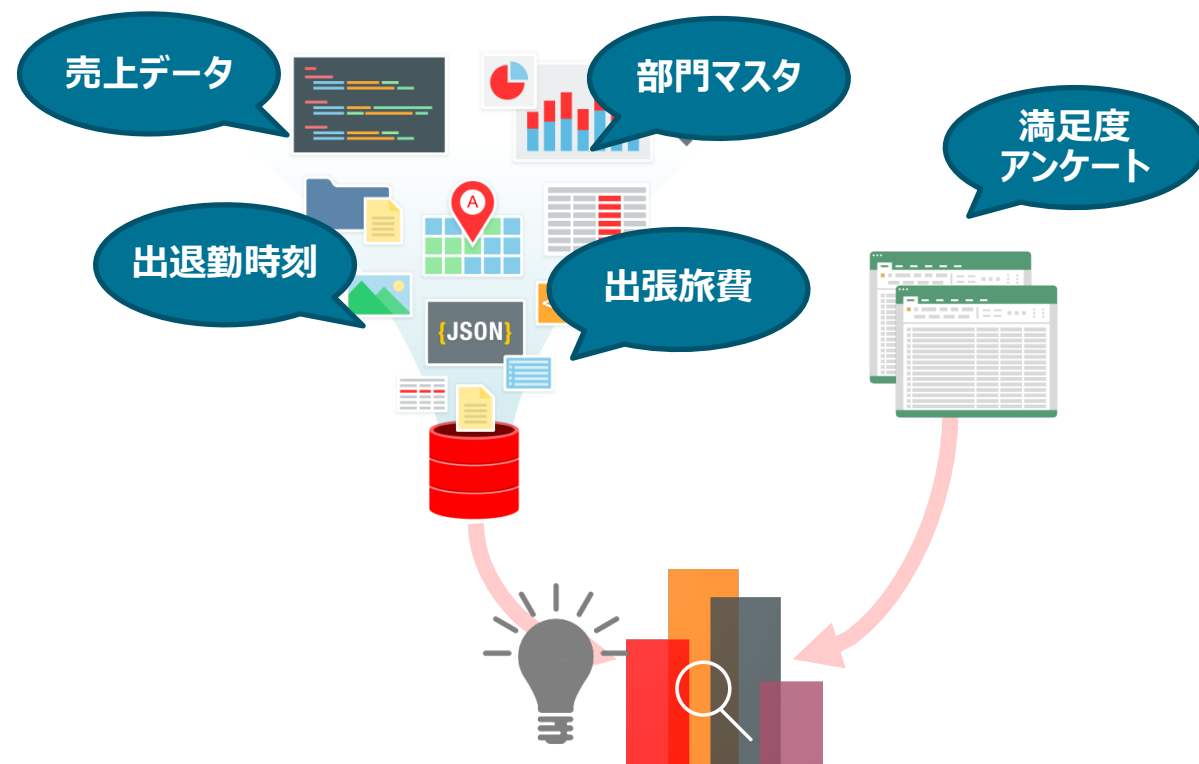 売上データ
部門マスタ
満足度
アンケート
A
出退勤時刻
出張旅費
{JSON}